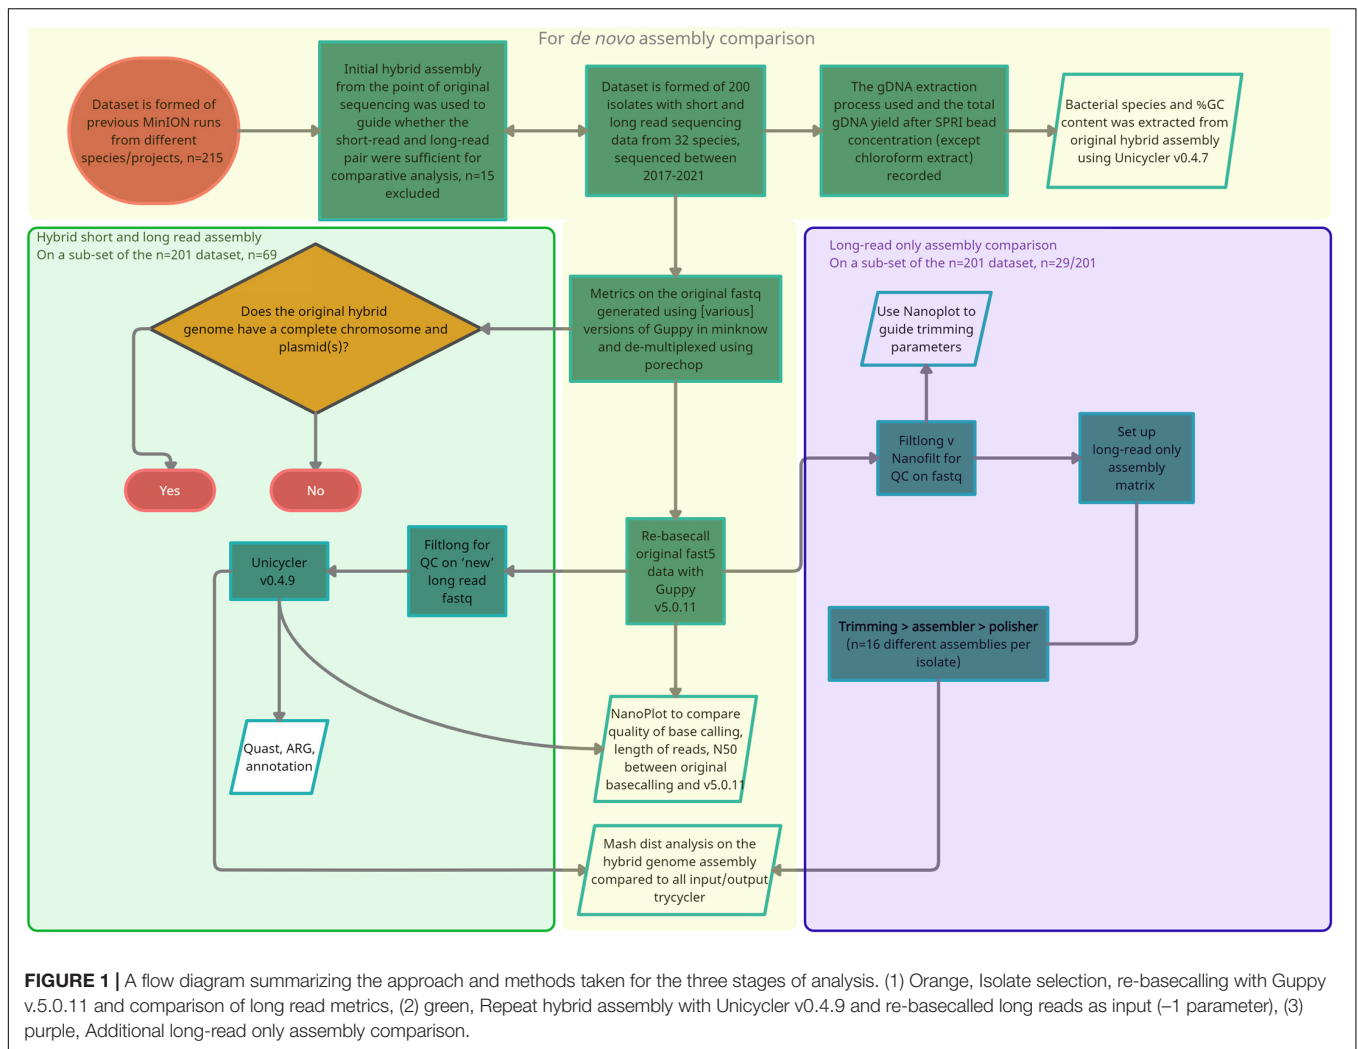 For de novo assembly comparison
Dataset is formed of
previous MinION runs
from different
species/projects, n=215
Initial hybrid assembly
from the point of original
sequencing was used to
guide whether the
short-read and long-read
pair were sufficient for
comparative analysis, n=15
excluded
Dataset is formed of 200
isolates with short and
long read sequencing
data from 32 species,
sequenced between
2017-2021
The gDNA extraction
process used and the total
gDNA yield after SPRI bead
concentration (except
chloroform extract)
recorded
Bacterial species and %GC
content was extracted from
original hybrid assembly
using Unicycler v0.4.7
Hybrid short and long read assembly
On a sub-set of the n=201 dataset, n=69
Does the original hybrid
genome have a complete chromosome and
plasmid(s)?
Yes
No
Metrics on the original fastq
generated using [various]
versions of Guppy in minknow
and de-multiplexed using
porechop
Long-read only assembly comparison
On a sub-set of the n=201 dataset, n=29/201
Use Nanoplot to
guide trimming
parameters
Filtlong v
Nanofilt for
QC on fastq
Set up
long-read only
assembly
matrix
Re-basecall
original fast5
data with
Guppy
v5.0.11
Filtlong for
QC on ‘new’
long read
fastq
Unicycler
v0.4.9
Trimming > assembler > polisher
(n=16 different assemblies per
isolate)
Quast, ARG,
annotation
NanoPlot to compare
quality of base calling,
length of reads, N50
between original
basecalling and v5.0.11
Mash dist analysis on the
hybrid genome assembly
compared to all input/output
trycycler
FIGURE 1 | A flow diagram summarizing the approach and methods taken for the three stages of analysis. (1) Orange, Isolate selection, re-basecalling with Guppy
v.5.0.11 and comparison of long read metrics, (2) green, Repeat hybrid assembly with Unicycler v0.4.9 and re-basecalled long reads as input (–1 parameter), (3)
purple, Additional long-read only assembly comparison.